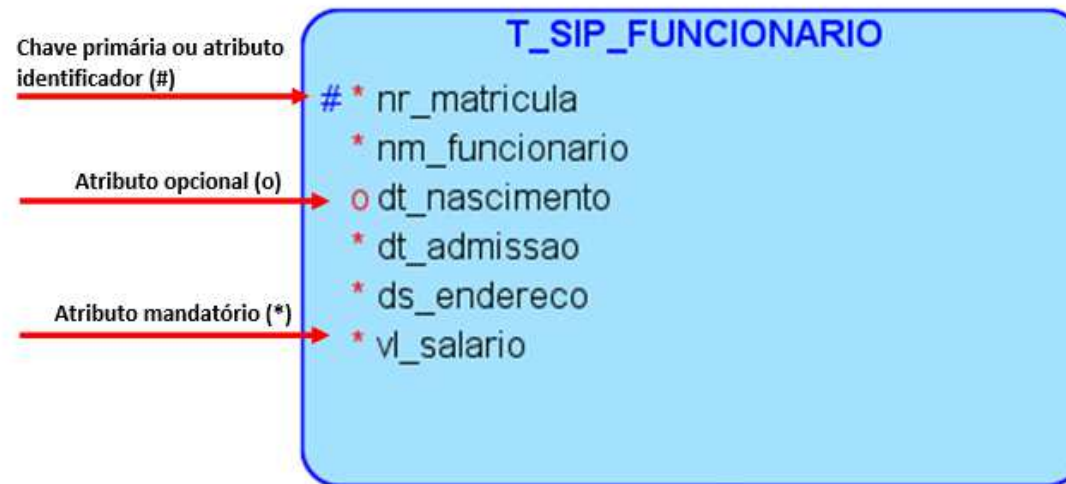 T_SIP_FUNCIONARIO
Chave primária ou atributo
identificador (#)
# * nr_matricula
* nm_funcionario
Atributo opcional (o)
o dt_nascimento
* dt_admissao
* ds_endereco
Atributo mandatório (*)
* vl_salario